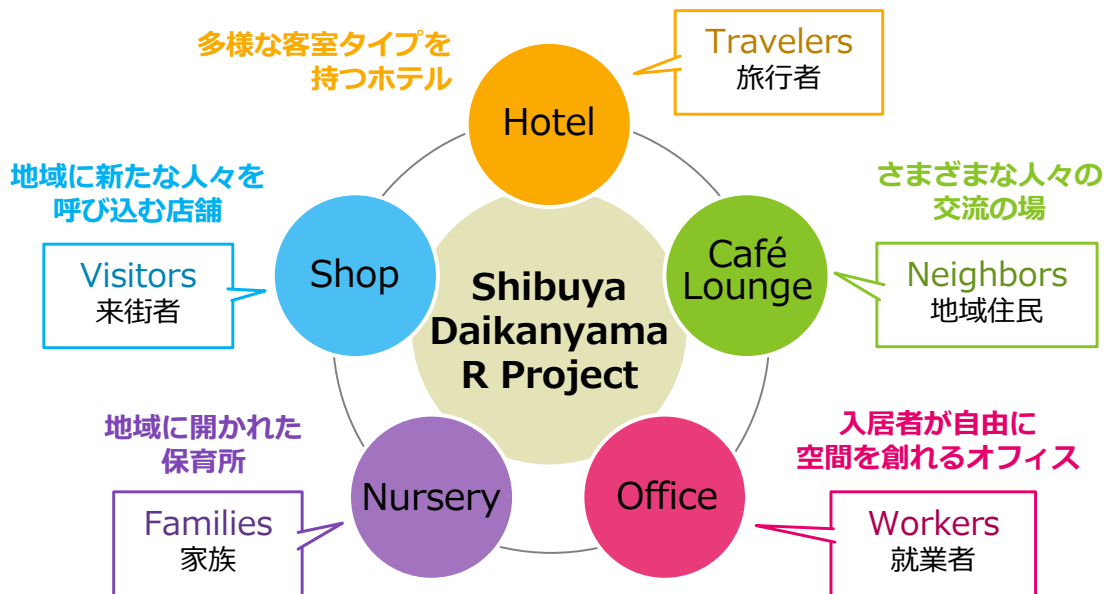 多様な客室タイプを
持つホテル
Hotel
Travelers
旅行者
地域に新たな人々を
呼び込む店舗
Visitors
来街者
Shop
Shibuya
Daikanyama
R Project
Café
Lounge
さまざまな人々の
交流の場
Neighbors
地域住民
地域に開かれた
保育所
Families
家族
Nursery
Office
入居者が自由に
空間を創れるオフィス
Workers
就業者